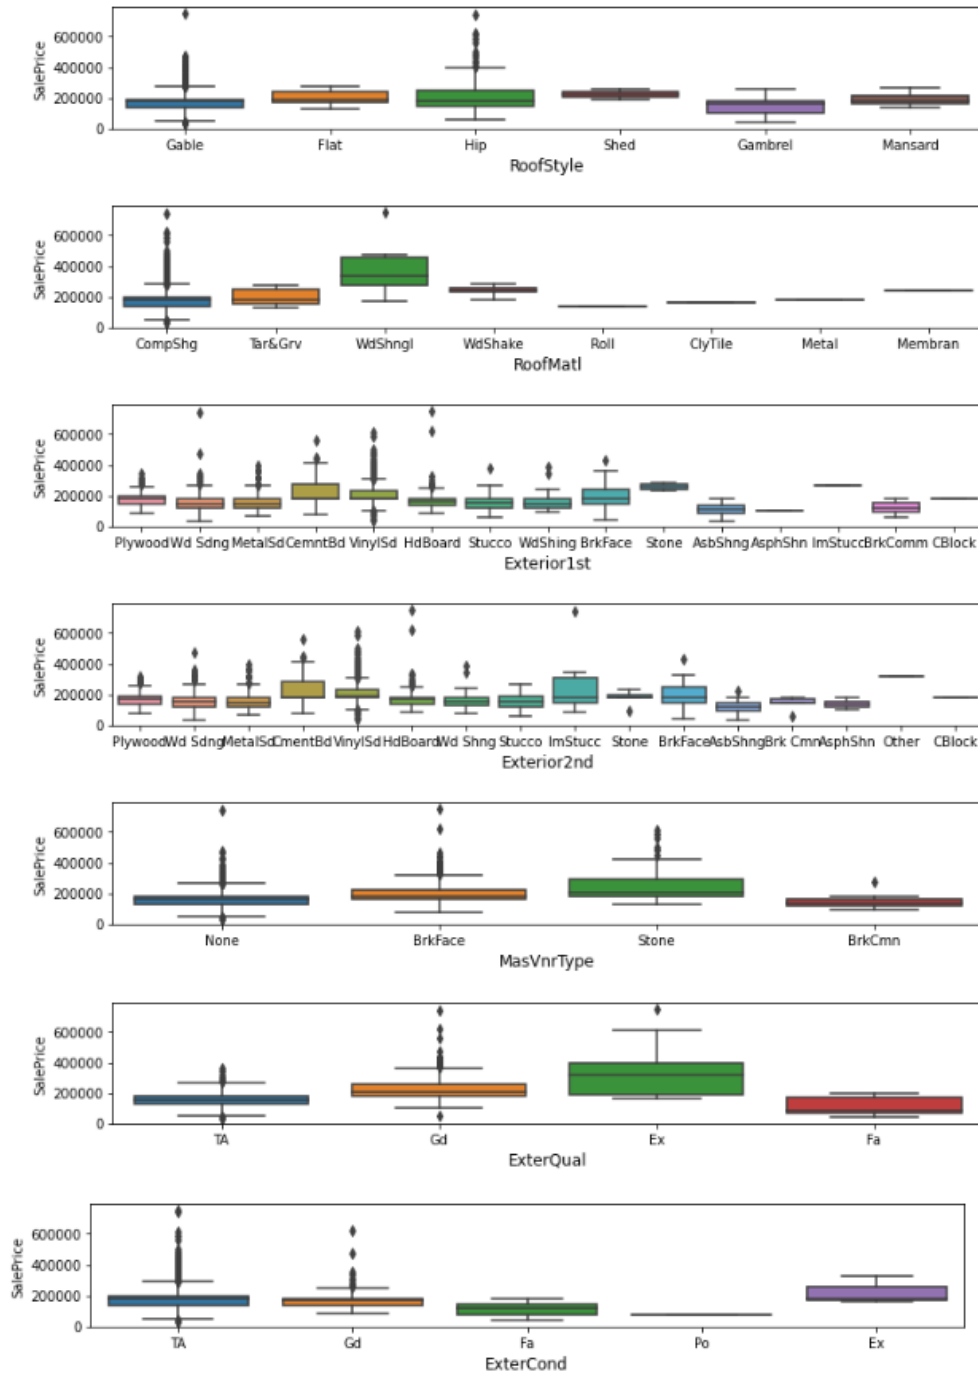 600000
400000
200000
0
SalePrice
Gable Flat Hip Shed Gambrel Mansard
RoofStyle
600000
400000
200000
0
SalePrice
CompShg Tar&Grv WdShngl WdShake Roll ClyTile Metal Membran
RoofMatl
600000
400000
200000
0
SalePrice
Plywood Wd Sdng MetalSd CemntBd VinylSd HdBoard Stucco WdShing BrkFace Stone AsbShng AsphShn ImStucc BrkComm CBlock
Exterior1st
600000
400000
200000
0
SalePrice
Plywood Wd Sdng MetalSd CmentBd VinylSd HdBoard Wd Shng Stucco ImStucc Stone BrkFace AsbShng Brk Cmn AsphShn Other CBlock
Exterior2nd
600000
400000
200000
0
SalePrice
None BrkFace Stone BrkCmn
MasVnrType
600000
400000
200000
0
SalePrice
TA Gd Ex Fa
ExterQual
600000
400000
200000
0
SalePrice
TA Gd Fa Po Ex
ExterCond